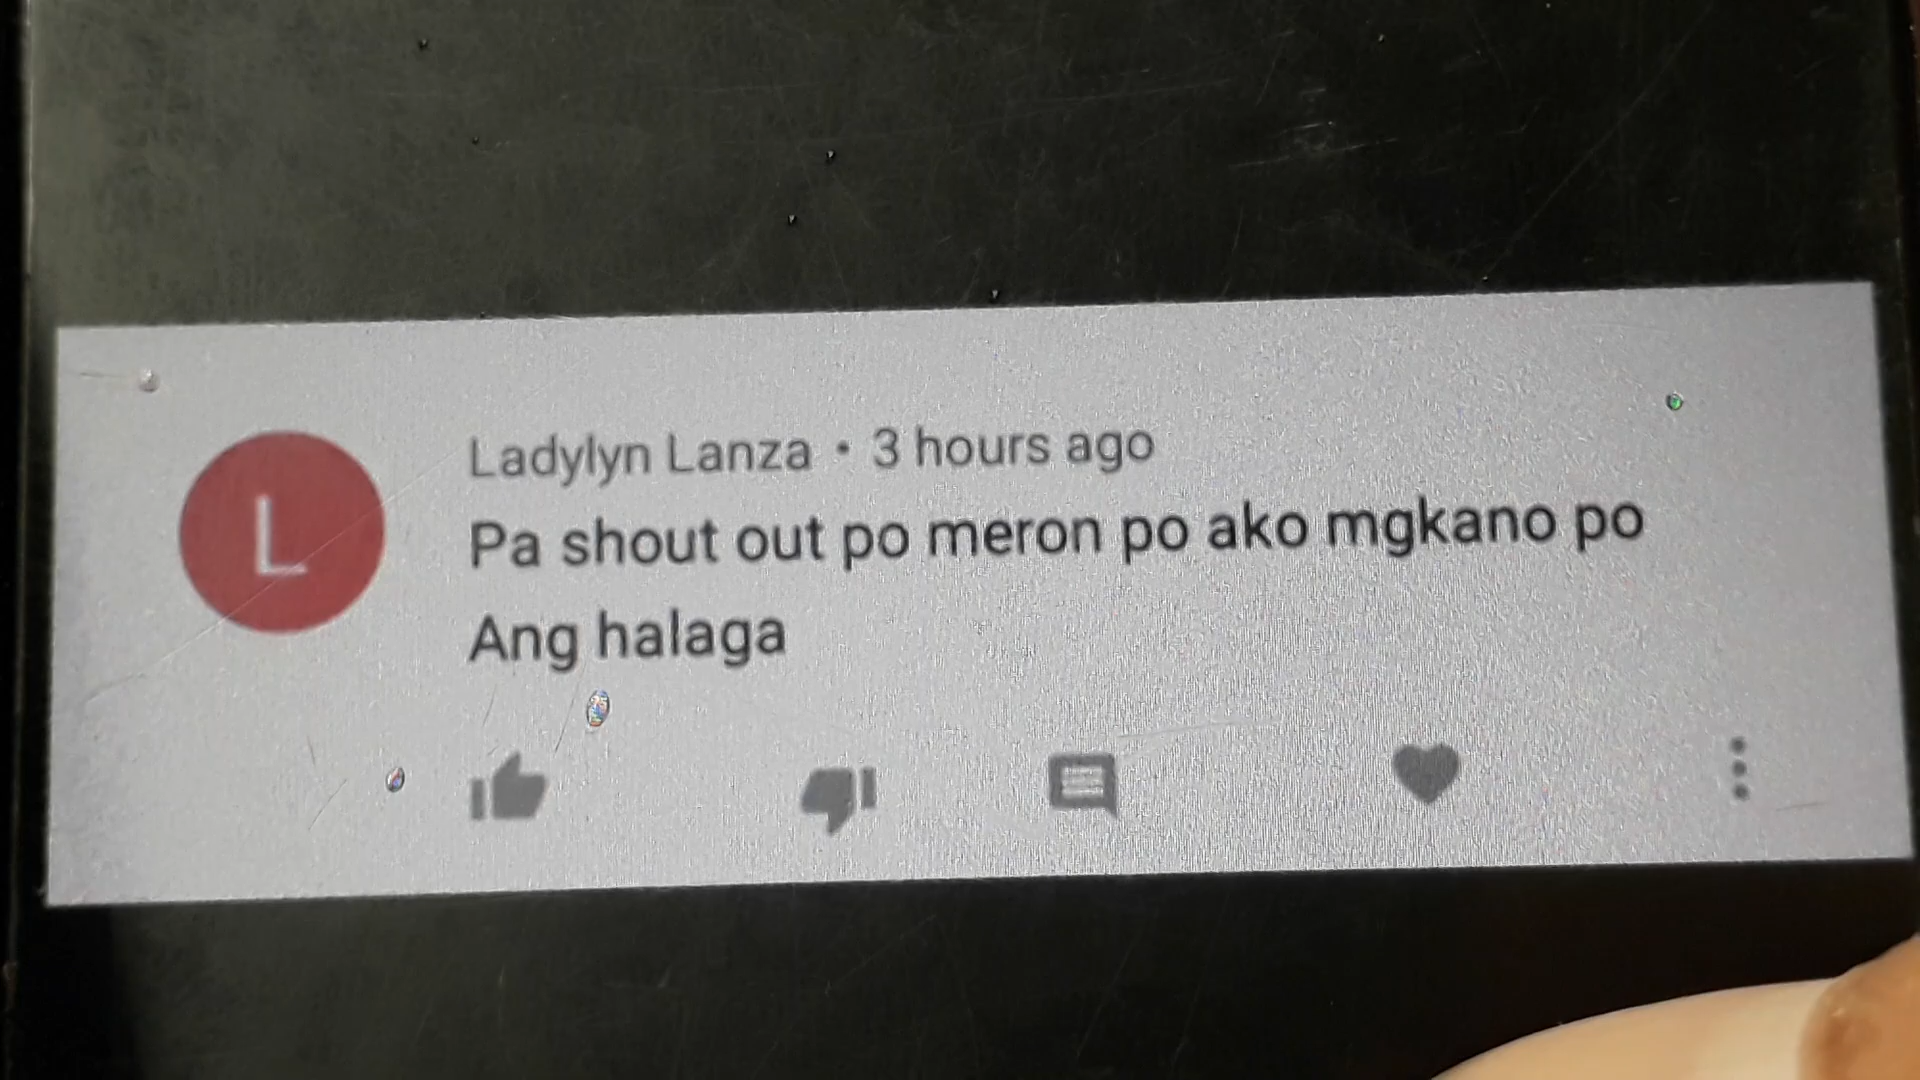 L
Ladylyn Lanza • 3 hours ago
Pa shout out po meron po ako mgkano po
Ang halaga